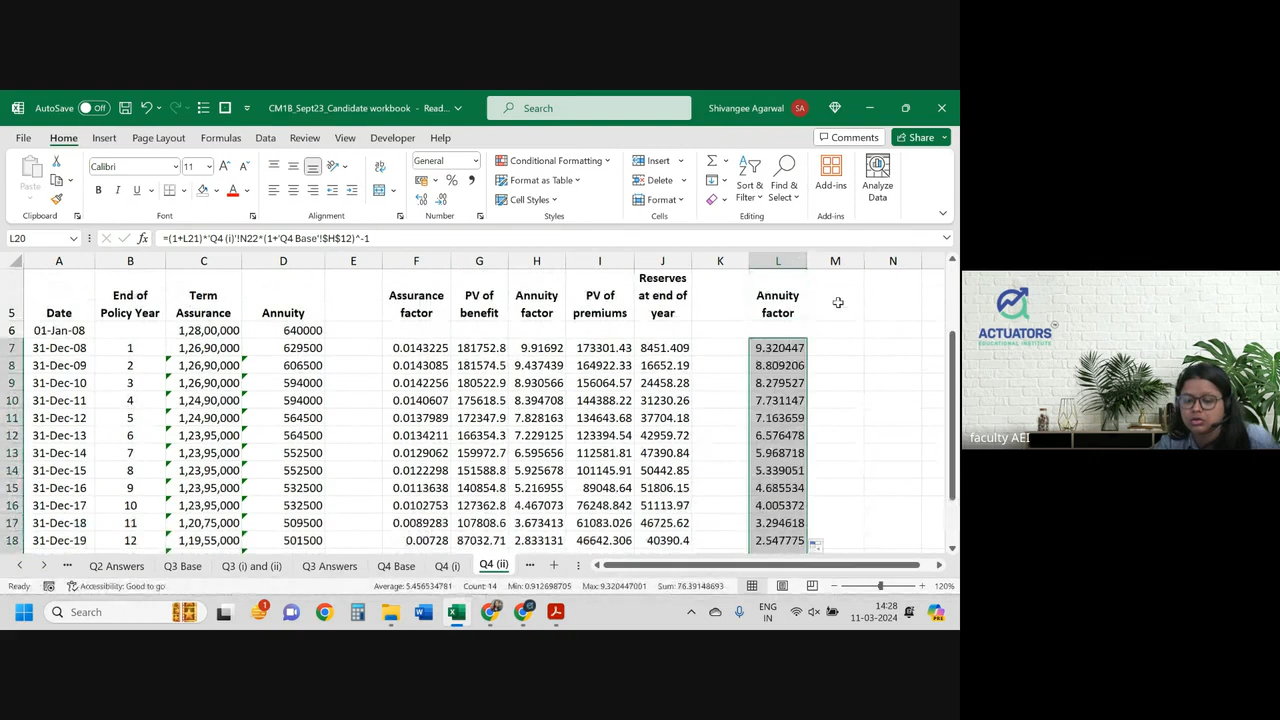 AutoSave Off CM1B_Sept23_Candidate workbook - Read... Search Shivangee Agarwal SA
File Home Insert Page Layout Formulas Data Review View Developer Help Comments Share
Paste Calibri 11 B I U A General Conditional Formatting Format as Table Cell Styles Insert Delete Format Sort & Filter Find & Select Add-ins Analyze Data
Clipboard Font Alignment Number Styles Cells Editing Add-ins
L20 fx =(1+L21)*'Q4 (i)'!N22*(1+'Q4 Base'!$H$12)^-1
A B C D E F G H I J K L M N
5 Date End of Policy Year Term Assurance Annuity Assurance factor PV of benefit Annuity factor PV of premiums Reserves at end of year Annuity factor
6 01-Jan-08 1,28,00,000 640000
7 31-Dec-08 1 1,26,90,000 629500 0.0143225 181752.8 9.91692 173301.43 8451.409 9.320447
8 31-Dec-09 2 1,26,90,000 606500 0.0143085 181574.5 9.437439 164922.33 16652.19 8.809206
9 31-Dec-10 3 1,26,90,000 594000 0.0142256 180522.9 8.930566 156064.57 24458.28 8.279527
10 31-Dec-11 4 1,24,90,000 594000 0.0140607 175618.5 8.394708 144388.22 31230.26 7.731147
11 31-Dec-12 5 1,24,90,000 564500 0.0137989 172347.9 7.828163 134643.68 37704.18 7.163659
12 31-Dec-13 6 1,23,95,000 564500 0.0134211 166354.3 7.229125 123394.54 42959.72 6.576478
13 31-Dec-14 7 1,23,95,000 552500 0.0129062 159972.7 6.595656 112581.81 47390.84 5.968718
14 31-Dec-15 8 1,23,95,000 552500 0.0122298 151588.8 5.925678 101145.91 50442.85 5.339051
15 31-Dec-16 9 1,23,95,000 532500 0.0113638 140854.8 5.216955 89048.64 51806.15 4.685534
16 31-Dec-17 10 1,23,95,000 532500 0.0102753 127362.8 4.467073 76248.842 51113.97 4.005372
17 31-Dec-18 11 1,20,75,000 509500 0.0089283 107808.6 3.673413 61083.026 46725.62 3.294618
18 31-Dec-19 12 1,19,55,000 501500 0.00728 87032.71 2.833131 46642.306 40390.4 2.547775
Q2 Answers Q3 Base Q3 (i) and (ii) Q3 Answers Q4 Base Q4 (i) Q4 (ii)
Ready Accessibility: Good to go Average: 5.456534781 Count: 14 Min: 0.912698705 Max: 9.320447001 Sum: 76.39148693 120%
Search ENG IN 14:28 11-03-2024
ACTUATORS
EDUCATIONAL INSTITUTE
faculty AEI